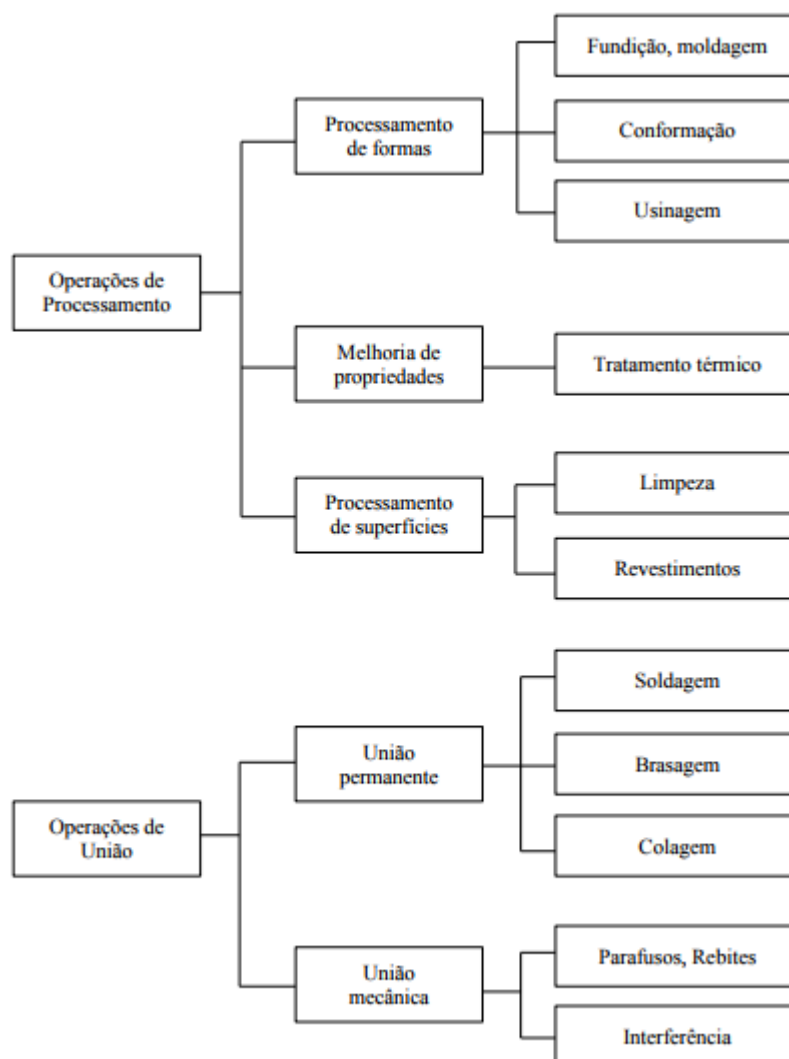 Fundição, moldagem
Processamento
de formas
Conformação
Usinagem
Operações de
Processamento
Melhoria de
propriedades
Tratamento térmico
Processamento
de superfícies
Limpeza
Revestimentos
Soldagem
União
permanente
Brasagem
Operações de
União
Colagem
União
mecânica
Parafusos, Rebites
Interferência